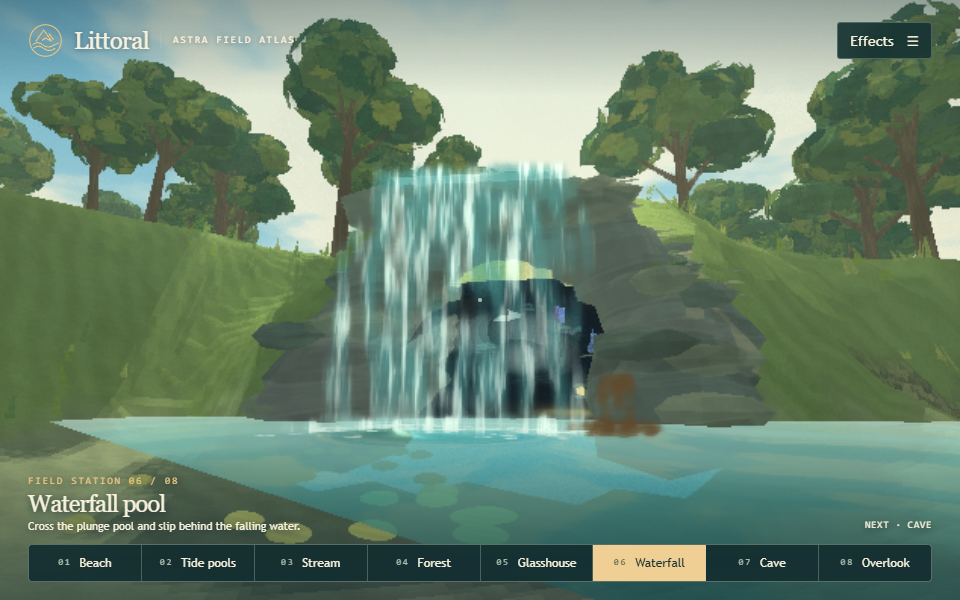 Littoral
ASTRA FIELD ATLAS
Effects ☰
FIELD STATION 06 / 08
Waterfall pool
Cross the plunge pool and slip behind the falling water.
NEXT · CAVE
01 Beach
02 Tide pools
03 Stream
04 Forest
05 Glasshouse
06 Waterfall
07 Cave
08 Overlook